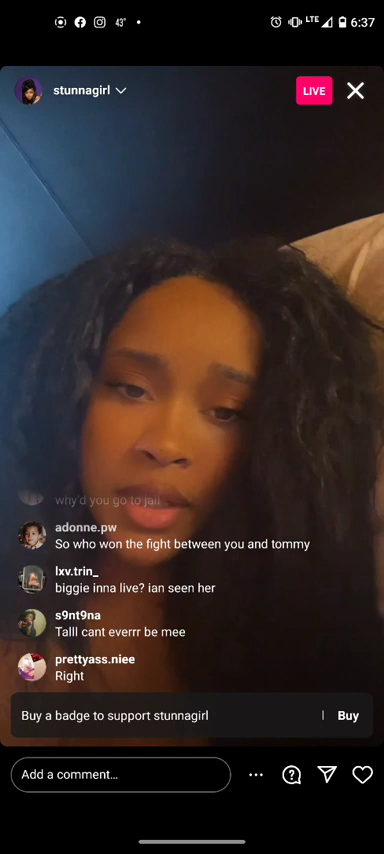 43°
LTE
6:37
stunnagirl
LIVE
why'd you go to jail
adonne.pw
So who won the fight between you and tommy
lxv.trin_
biggie inna live? ian seen her
s9nt9na
Talll cant everrr be mee
prettyass.niee
Right
Buy a badge to support stunnagirl
Buy
Add a comment...